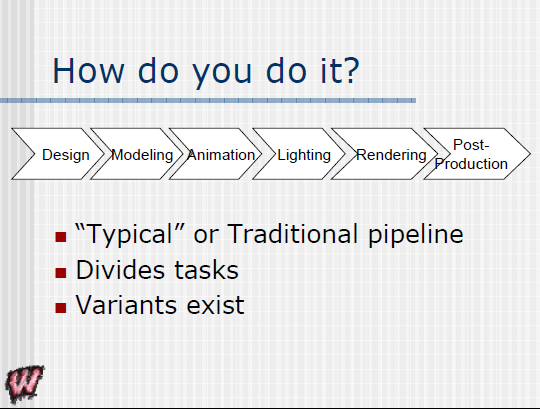 How do you do it?
Design
Modeling
Animation
Lighting
Rendering
Post-
Production
“Typical” or Traditional pipeline
Divides tasks
Variants exist
W